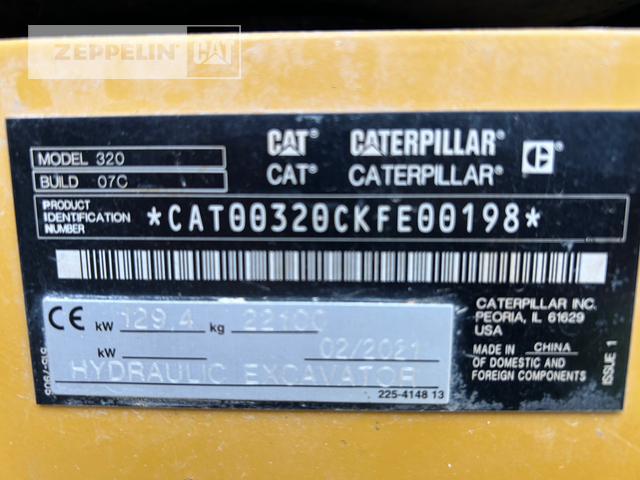 ZEPPELIN CAT
CAT® CATERPILLAR® C
CAT® CATERPILLAR®
MODEL 320
BUILD 07C
PRODUCT
IDENTIFICATION
NUMBER
*CAT00320CKFE00198*
CE kW 129.4 kg 22100
kW 02/2021
HYDRAULIC EXCAVATOR
225-4148 13
CATERPILLAR INC.
PEORIA, IL 61629
USA
MADE IN CHINA
OF DOMESTIC AND
FOREIGN COMPONENTS
ISSUE 1